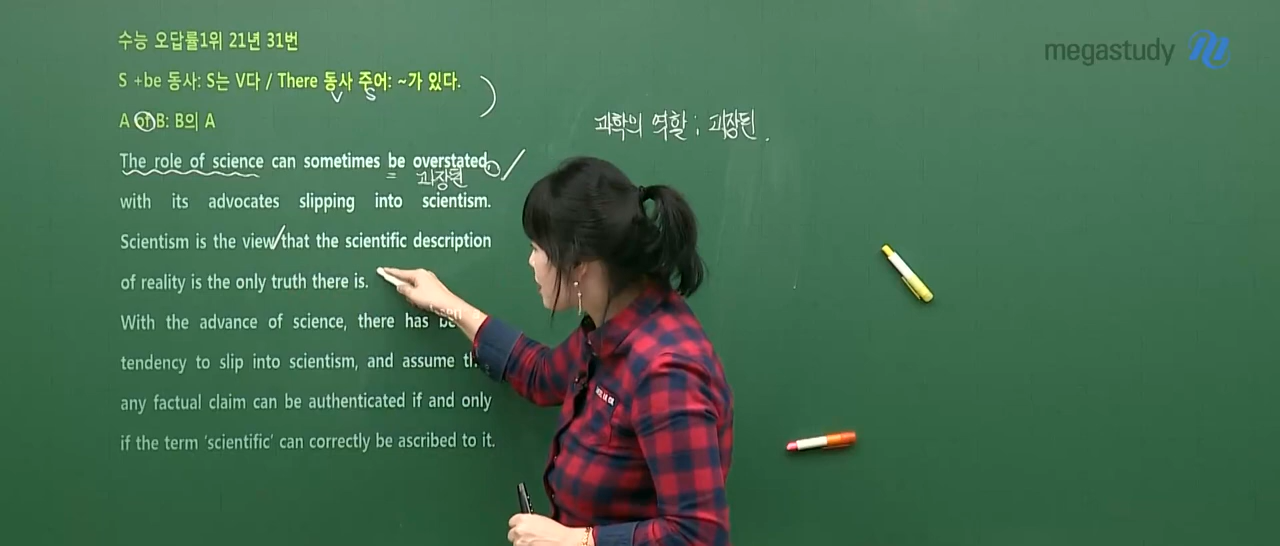 수능 오답률1위 21년 31번
megastudy
S +be 동사: S는 V다 / There 동사 주어: ~가 있다.
V S
A of B: B의 A
과학의 역할 ; 과장된.
The role of science can sometimes be overstated,
과장된
with its advocates slipping into scientism.
Scientism is the view that the scientific description
of reality is the only truth there is.
With the advance of science, there has
tendency to slip into scientism, and assume
any factual claim can be authenticated if and only
if the term ‘scientific’ can correctly be ascribed to it.